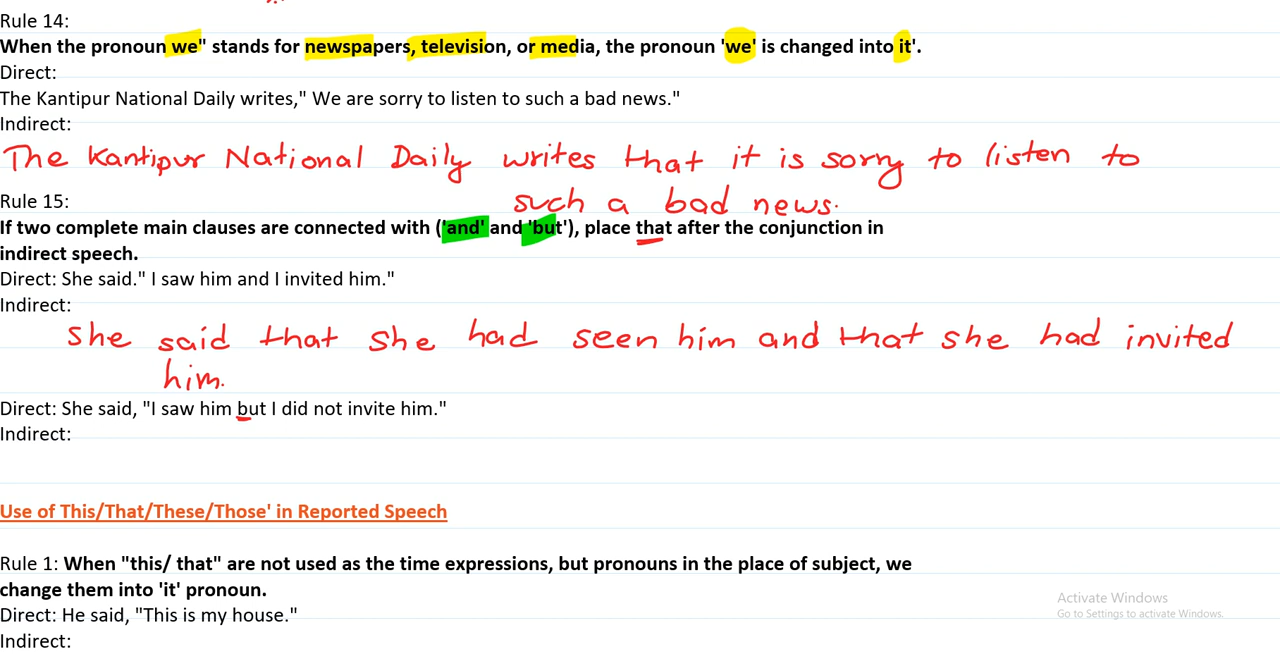 Rule 14:
When the pronoun we" stands for newspapers, television, or media, the pronoun 'we' is changed into it'.
Direct:
The Kantipur National Daily writes," We are sorry to listen to such a bad news."
Indirect:
The Kantipur National Daily writes that it is sorry to listen to
such a bad news.
Rule 15:
If two complete main clauses are connected with ('and' and 'but'), place that after the conjunction in
indirect speech.
Direct: She said." I saw him and I invited him."
Indirect:
She said that she had seen him and that she had invited
him.
Direct: She said, "I saw him but I did not invite him."
Indirect:
Use of This/That/These/Those' in Reported Speech
Rule 1: When "this/ that" are not used as the time expressions, but pronouns in the place of subject, we
change them into 'it' pronoun.
Direct: He said, "This is my house."
Indirect:
Activate Windows
Go to Settings to activate Windows.